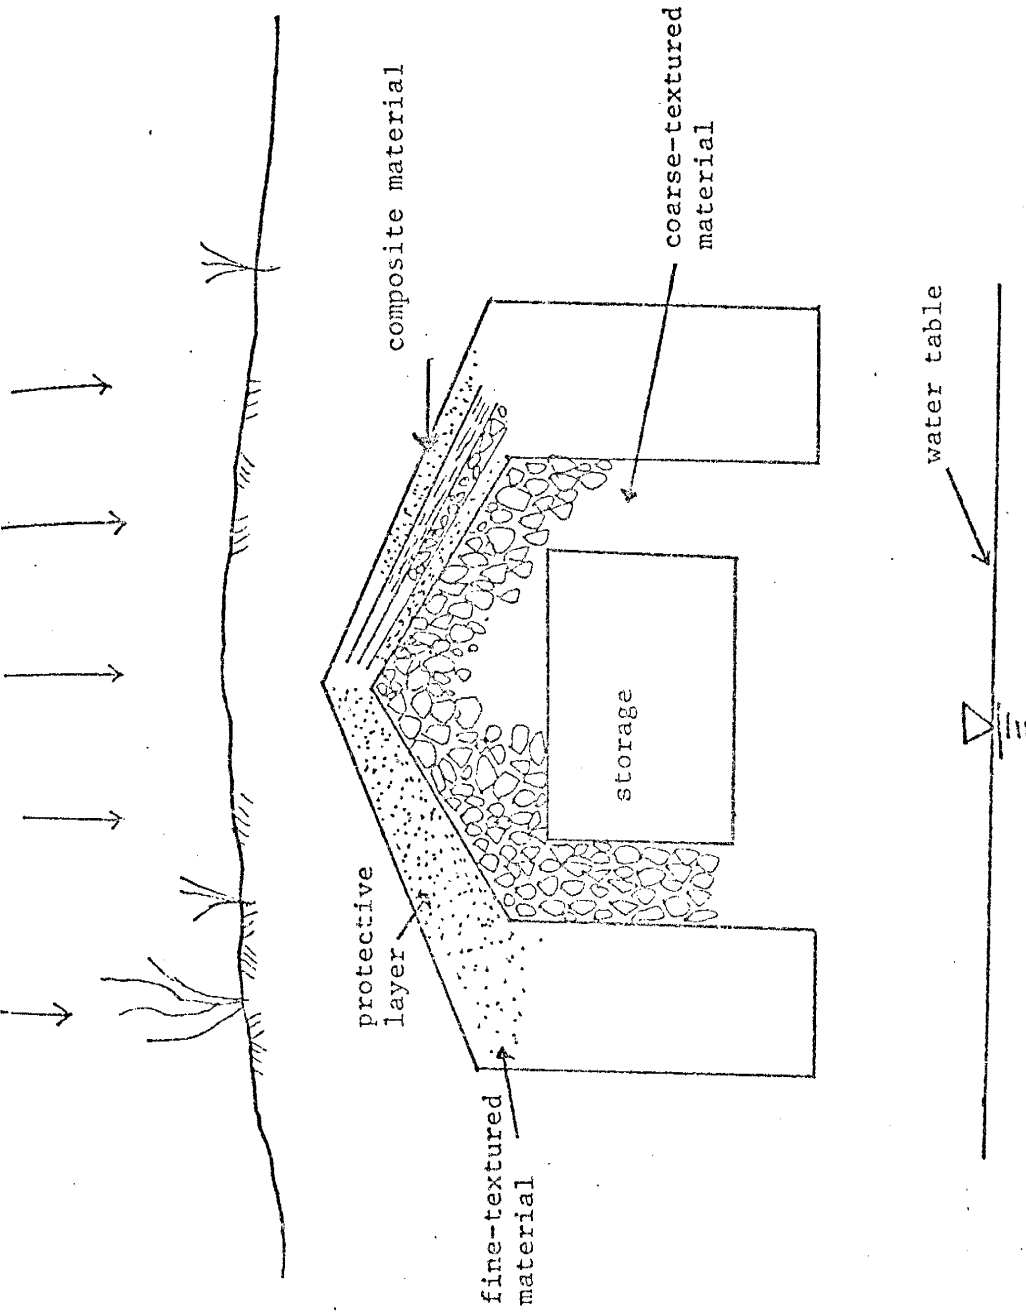 composite material
coarse-textured
material
protective
layer
storage
fine-textured
material
water table